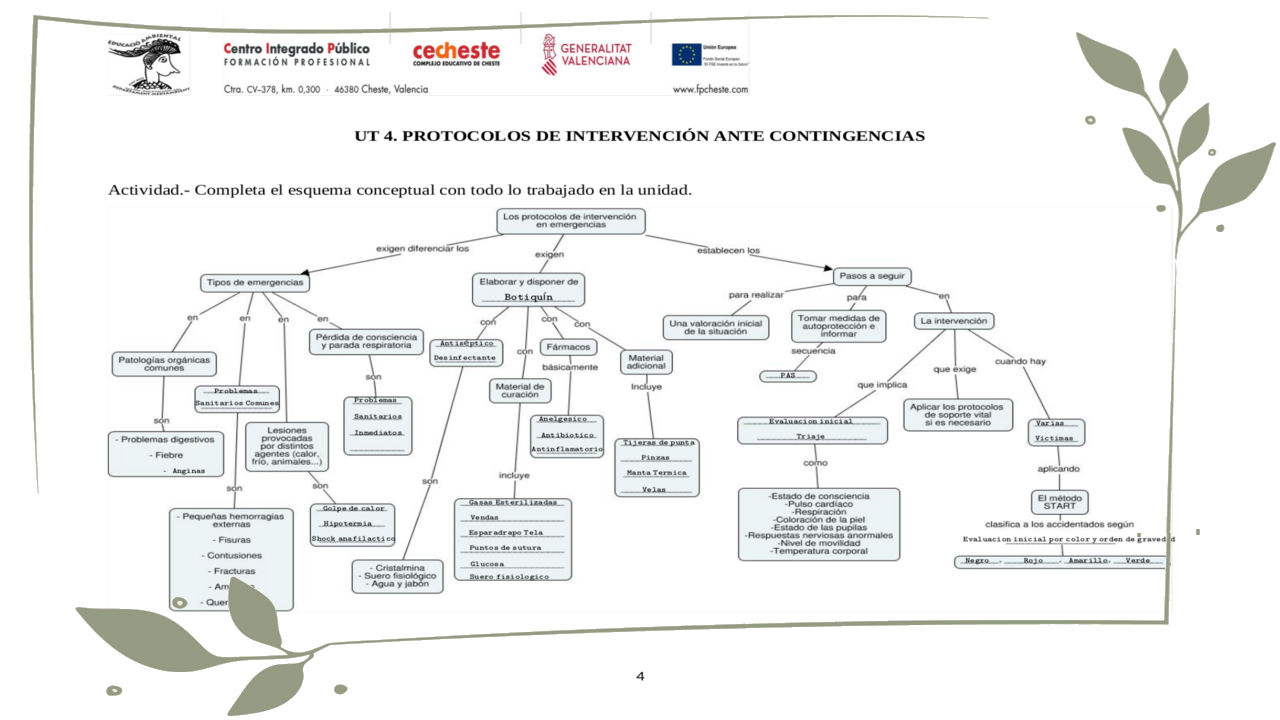 EDUCACIÓ AMBIENTAL
Centro Integrado Público
FORMACIÓN PROFESIONAL
cecheste
COMPLEJO EDUCATIVO DE CHESTE
GENERALITAT
VALENCIANA
Unión Europea
Fondo Social Europeo
Ctra. CV-378, km. 0,300 · 46380 Cheste, Valencia
www.fpcheste.com
UT 4. PROTOCOLOS DE INTERVENCIÓN ANTE CONTINGENCIAS
Actividad.- Completa el esquema conceptual con todo lo trabajado en la unidad.
Los protocolos de intervención
en emergencias
exigen diferenciar los
exigen
establecen los
Tipos de emergencias
en
en
en
en
Patologías orgánicas
comunes
son
- Problemas digestivos
- Fiebre
- Anginas
Problemas
Sanitarios Comunes
son
- Pequeñas hemorragias
externas
- Fisuras
- Contusiones
- Fracturas
Lesiones
provocadas
por distintos
agentes (calor,
frío, animales...)
son
Golpe de calor
Hipotermia
Shock anafilactico
Pérdida de consciencia
y parada respiratoria
son
Problemas
Sanitarios
Inmediatos
Elaborar y disponer de
Botiquín
con
con
con
con
Antiséptico
Desinfectante
son
- Cristalmina
- Suero fisiológico
- Agua y jabón
Material de
curación
incluye
Gasas Esterilizadas
Vendas
Esparadrapo Tela
Puntos de sutura
Glucosa
Suero fisiologico
Fármacos
básicamente
Anelgesico
Antibiotico
Antinflamatorio
Material
adicional
Incluye
Tijeras de punta
Pinzas
Manta Termica
Velas
Pasos a seguir
para realizar
para
en
Una valoración inicial
de la situación
Tomar medidas de
autoprotección e
informar
secuencia
PAS
La intervención
que implica
que exige
cuando hay
Evaluacion inicial
Triaje
como
-Estado de consciencia
-Pulso cardíaco
-Respiración
-Coloración de la piel
-Estado de las pupilas
-Respuestas nerviosas anormales
-Nivel de movilidad
-Temperatura corporal
Aplicar los protocolos
de soporte vital
si es necesario
Varias
Victimas
aplicando
El método
START
clasifica a los accidentados según
Evaluacion inicial por color y orden de gravedad
Negro , Rojo , Amarillo, Verde
4